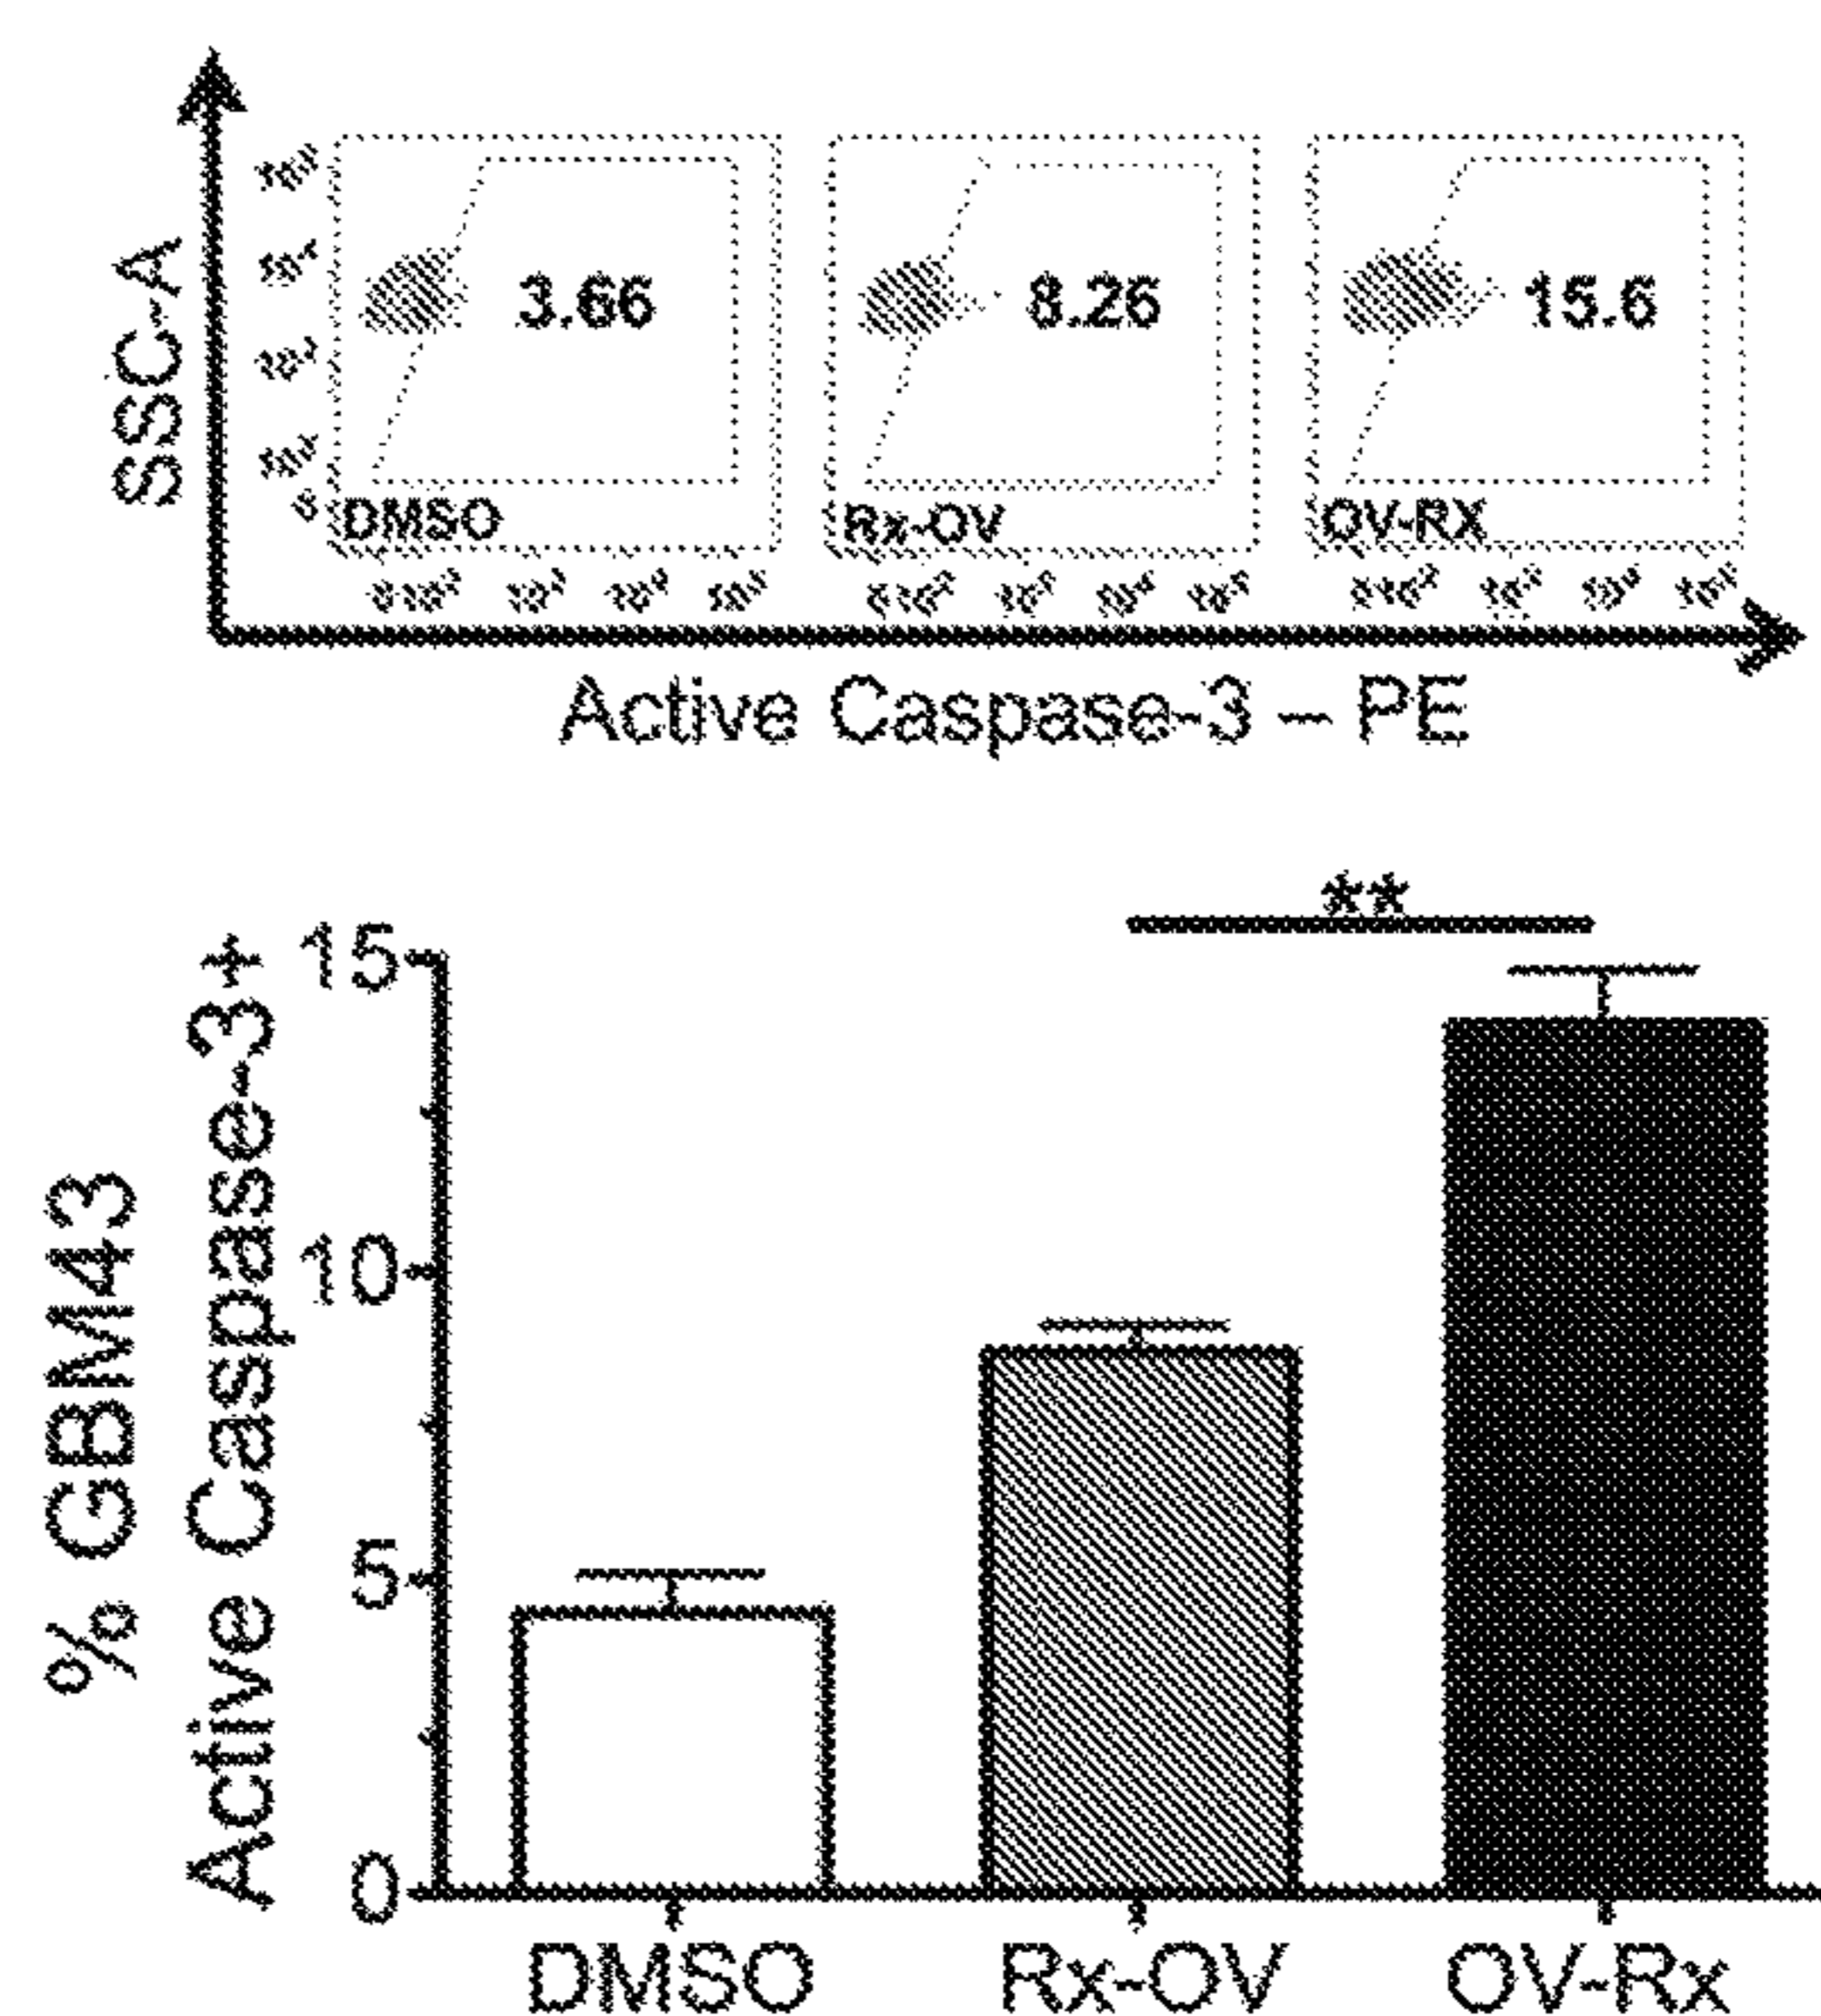 SSC-A
3.66
8.26
15.6
DMSO
Rx-OV
OV-RX
Active Caspase-3 – PE
**
% GBM43
Active Caspase-3+
15
10
5
0
DMSO
Rx-OV
OV-Rx